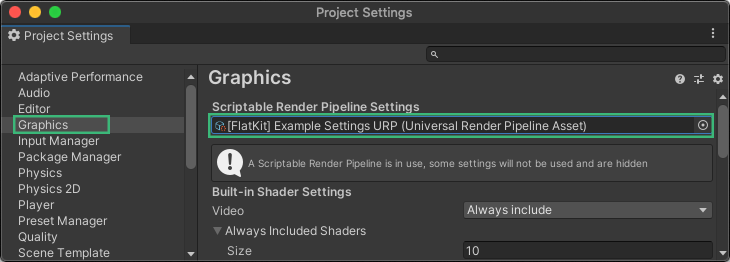 Project Settings
Project Settings
Adaptive Performance
Audio
Editor
Graphics
Input Manager
Package Manager
Physics
Physics 2D
Player
Preset Manager
Quality
Scene Template
Graphics
Scriptable Render Pipeline Settings
[FlatKit] Example Settings URP (Universal Render Pipeline Asset)
A Scriptable Render Pipeline is in use, some settings will not be used and are hidden
Built-in Shader Settings
Video Always include
Always Included Shaders
Size 10